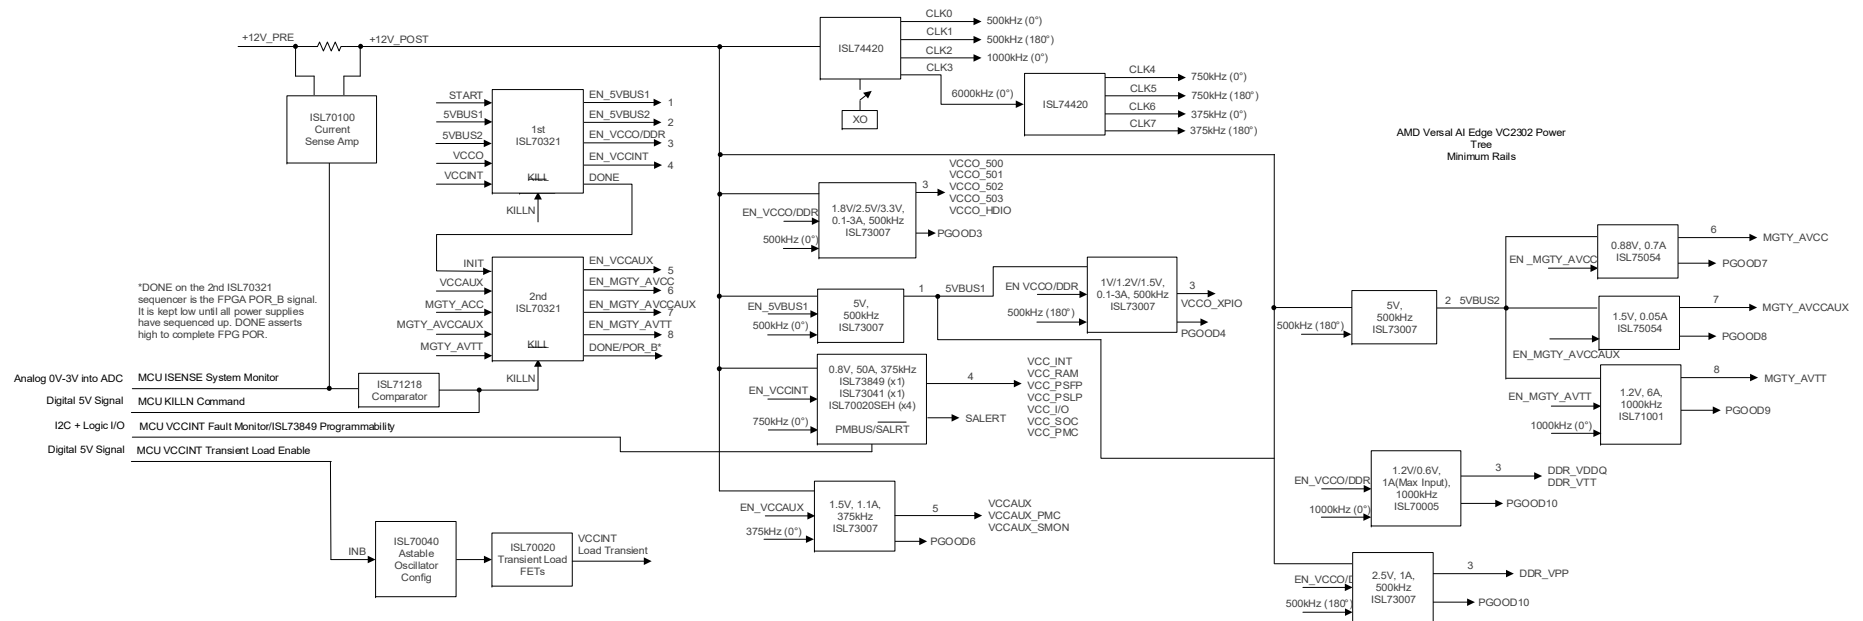 +12V_PRE
+12V_POST
ISL70100
Current
Sense Amp
START
5VBUS1
5VBUS2
VCCO
VCCINT
1st
ISL70321
KILL
KILLN
EN_5VBUS1
1
EN_5VBUS2
2
EN_VCCO/DDR
3
EN_VCCINT
4
DONE
INIT
VCCAUX
MGTY_ACC
MGTY_AVCCAUX
MGTY_AVTT
2nd
ISL70321
KILL
KILLN
EN_VCCAUX
5
EN_MGTY_AVCC
6
EN_MGTY_AVCCAUX
7
EN_MGTY_AVTT
8
DONE/POR_B*
*DONE on the 2nd ISL70321
sequencer is the FPGA POR_B signal.
It is kept low until all power supplies
have sequenced up. DONE asserts
high to complete FPG POR.
Analog 0V-3V into ADC
MCU ISENSE System Monitor
Digital 5V Signal
MCU KILLN Command
I2C + Logic I/O
MCU VCCINT Fault Monitor/ISL73849 Programmability
Digital 5V Signal
MCU VCCINT Transient Load Enable
ISL71218
Comparator
INB
ISL70040
Astable
Oscillator
Config
ISL70020
Transient Load
FETs
VCCINT
Load Transient
ISL74420
XO
CLK0
500kHz (0°)
CLK1
500kHz (180°)
CLK2
1000kHz (0°)
CLK3
6000kHz (0°)
ISL74420
CLK4
750kHz (0°)
CLK5
750kHz (180°)
CLK6
375kHz (0°)
CLK7
375kHz (180°)
AMD Versal AI Edge VC2302 Power
Tree
Minimum Rails
EN_VCCO/DDR
500kHz (0°)
1.8V/2.5V/3.3V,
0.1-3A, 500kHz
ISL73007
3
VCCO_500
VCCO_501
VCCO_502
VCCO_503
VCCO_HDIO
PGOOD3
EN_5VBUS1
500kHz (0°)
5V,
500kHz
ISL73007
1
5VBUS1
EN VCCO/DDR
500kHz (180°)
1V/1.2V/1.5V,
0.1-3A, 500kHz
ISL73007
3
VCCO_XPIO
PGOOD4
EN_VCCINT
750kHz (0°)
0.8V, 50A, 375kHz
ISL73849 (x1)
ISL73041 (x1)
ISL70020SEH (x4)
PMBUS/SALRT
4
SALERT
VCC_INT
VCC_RAM
VCC_PSFP
VCC_PSLP
VCC_I/O
VCC_SOC
VCC_PMC
EN_VCCAUX
375kHz (0°)
1.5V, 1.1A,
375kHz
ISL73007
5
PGOOD6
VCCAUX
VCCAUX_PMC
VCCAUX_SMON
500kHz (180°)
5V,
500kHz
ISL73007
2
5VBUS2
EN _MGTY_AVCC
0.88V, 0.7A
ISL75054
6
MGTY_AVCC
PGOOD7
1.5V, 0.05A
ISL75054
EN_MGTY_AVCCAUX
7
MGTY_AVCCAUX
PGOOD8
EN_MGTY_AVTT
1000kHz (0°)
1.2V, 6A,
1000kHz
ISL71001
8
MGTY_AVTT
PGOOD9
EN_VCCO/DDR
1000kHz (0°)
1.2V/0.6V,
1A(Max Input),
1000kHz
ISL70005
3
DDR_VDDQ
DDR_VTT
PGOOD10
EN_VCCO/D
500kHz (180°)
2.5V, 1A,
500kHz
ISL73007
3
DDR_VPP
PGOOD10